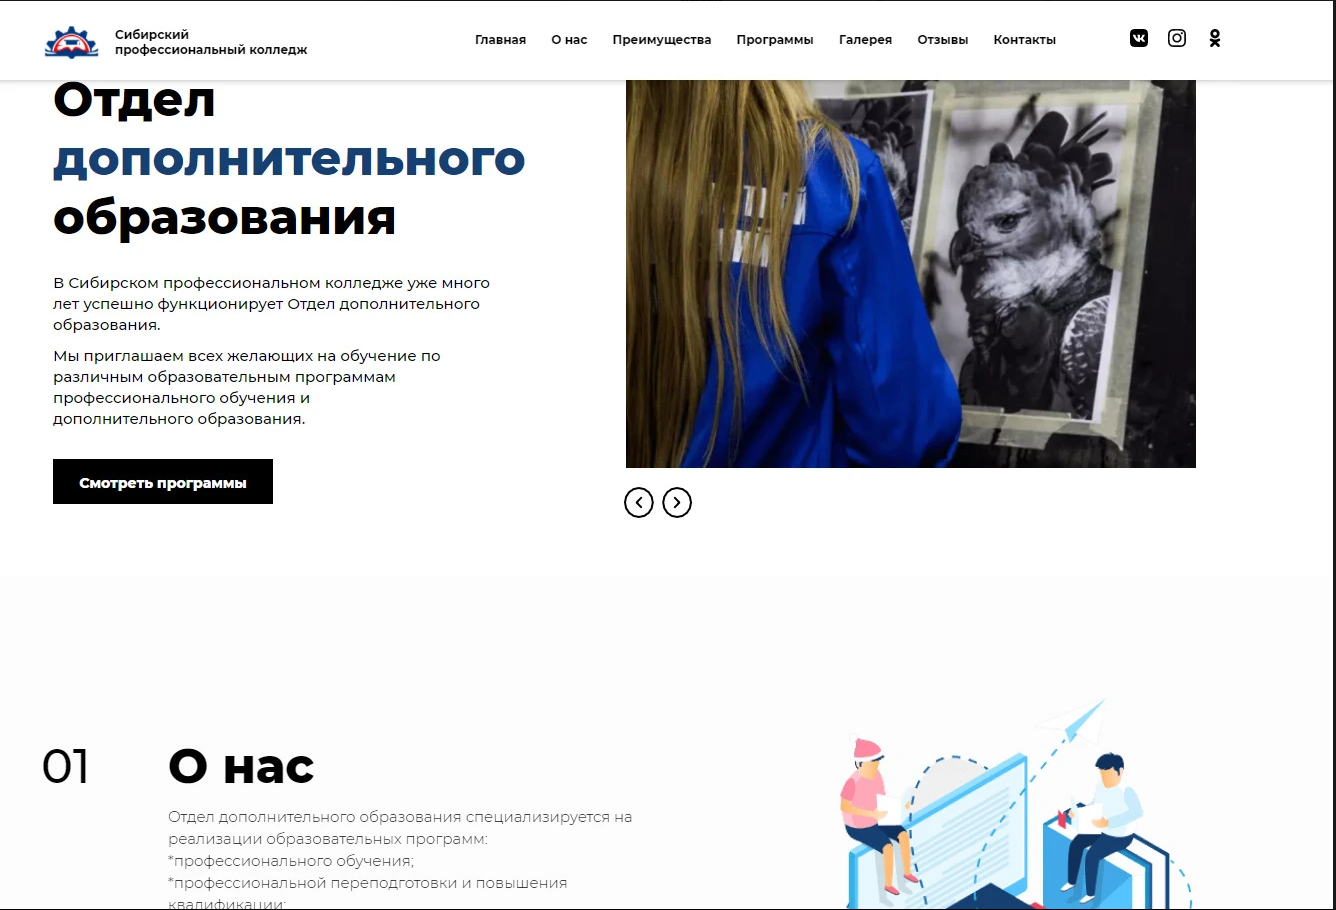 Сибирский
профессиональный колледж
Главная О нас Преимущества Программы Галерея Отзывы Контакты
Отдел
дополнительного
образования
В Сибирском профессиональном колледже уже много
лет успешно функционирует Отдел дополнительного
образования.
Мы приглашаем всех желающих на обучение по
различным образовательным программам
профессионального обучения и
дополнительного образования.
Смотреть программы
01
О нас
Отдел дополнительного образования специализируется на
реализации образовательных программ:
*профессионального обучения;
*профессиональной переподготовки и повышения
квалификации;